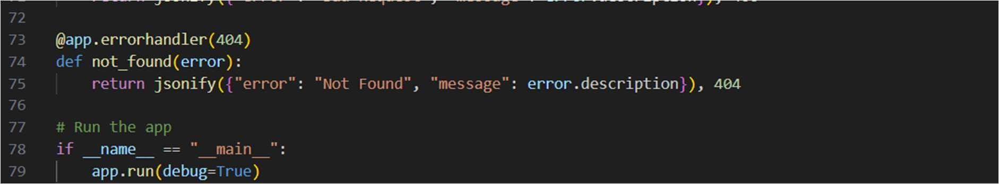 72
73 @app.errorhandler(404)
74 def not_found(error):
75     return jsonify({"error": "Not Found", "message": error.description}), 404
76
77 # Run the app
78 if __name__ == "__main__":
79     app.run(debug=True)